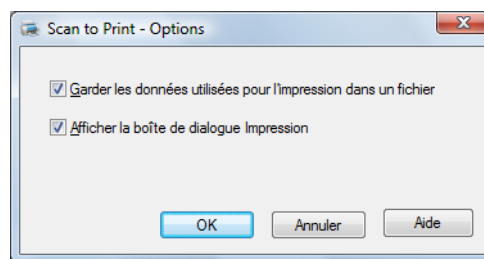 Scan to Print - Options
Garder les données utilisées pour l'impression dans un fichier
Afficher la boîte de dialogue Impression
OK Annuler Aide